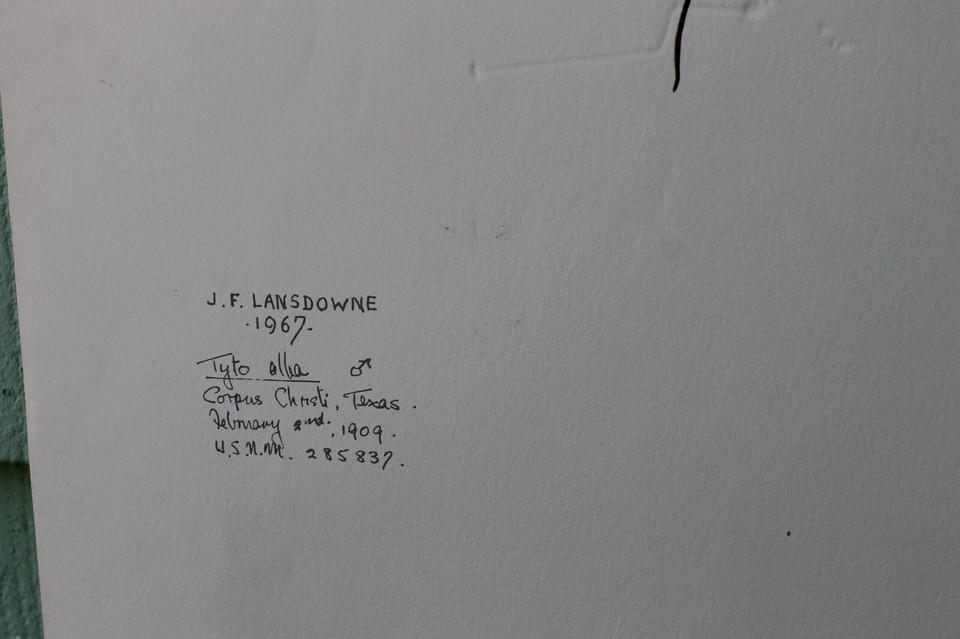 J.F. LANSDOWNE
·1967-
Tyto alba ♂
Corpus Christi, Texas.
February 2nd., 1909.
U.S.N.M. 285837.